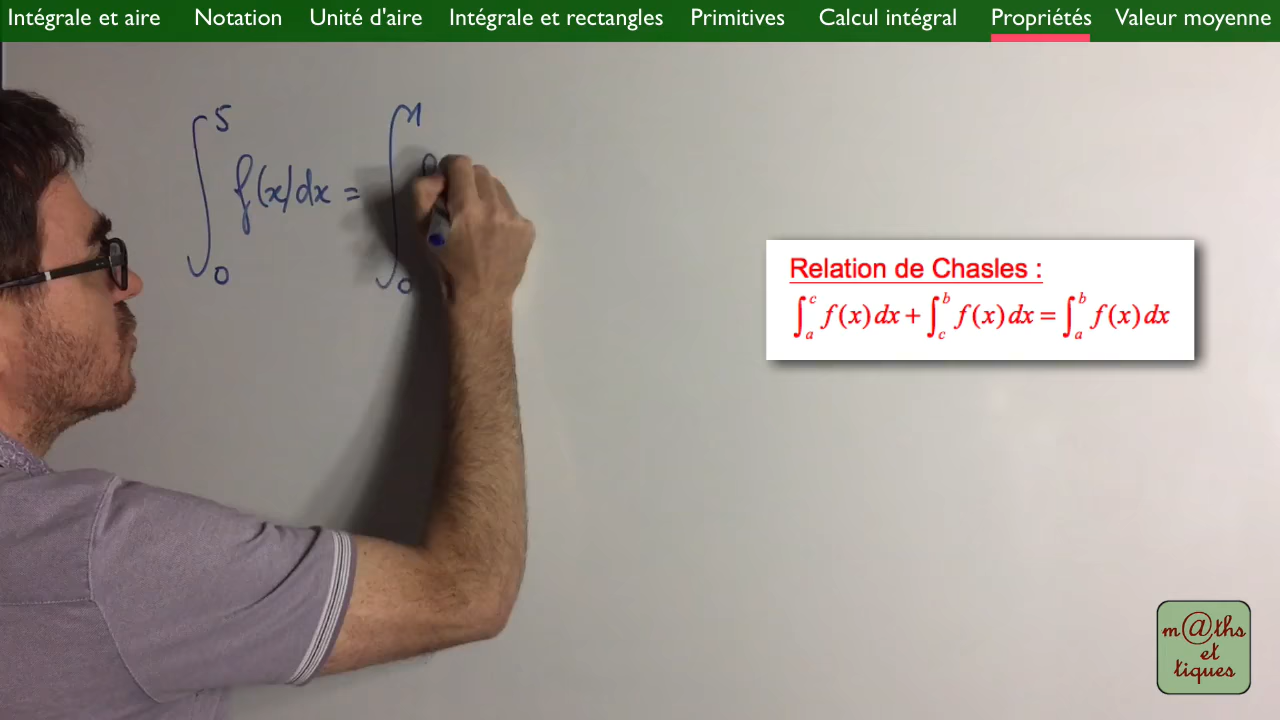 Intégrale et aire Notation Unité d'aire Intégrale et rectangles Primitives Calcul intégral Propriétés Valeur moyenne
∫₀⁵ f(x)dx = ∫₀¹
Relation de Chasles :
∫ₐᶜ f(x) dx + ∫꜀ᵇ f(x) dx = ∫ₐᵇ f(x) dx
m@ths
et
tiques